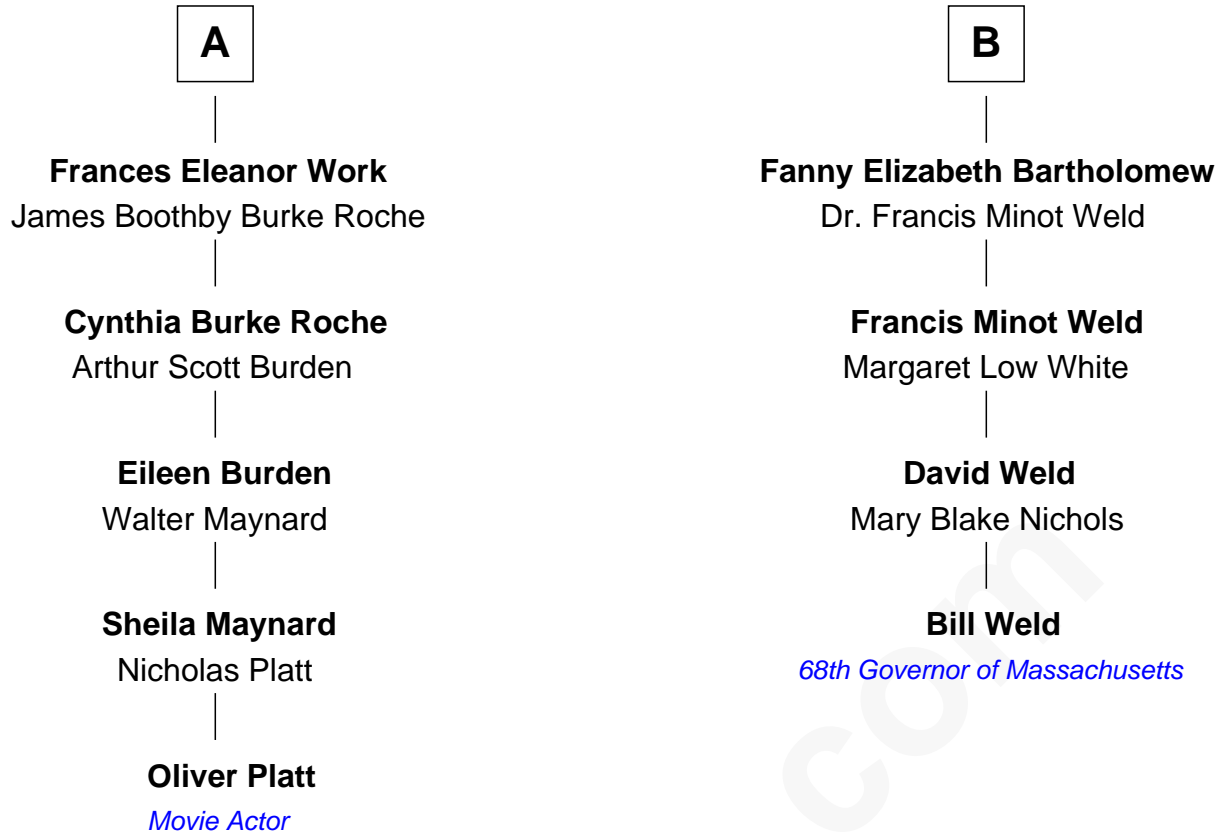 A
Frances Eleanor Work
James Boothby Burke Roche
Cynthia Burke Roche
Arthur Scott Burden
Eileen Burden
Walter Maynard
Sheila Maynard
Nicholas Platt
Oliver Platt
Movie Actor
B
Fanny Elizabeth Bartholomew
Dr. Francis Minot Weld
Francis Minot Weld
Margaret Low White
David Weld
Mary Blake Nichols
Bill Weld
68th Governor of Massachusetts
com